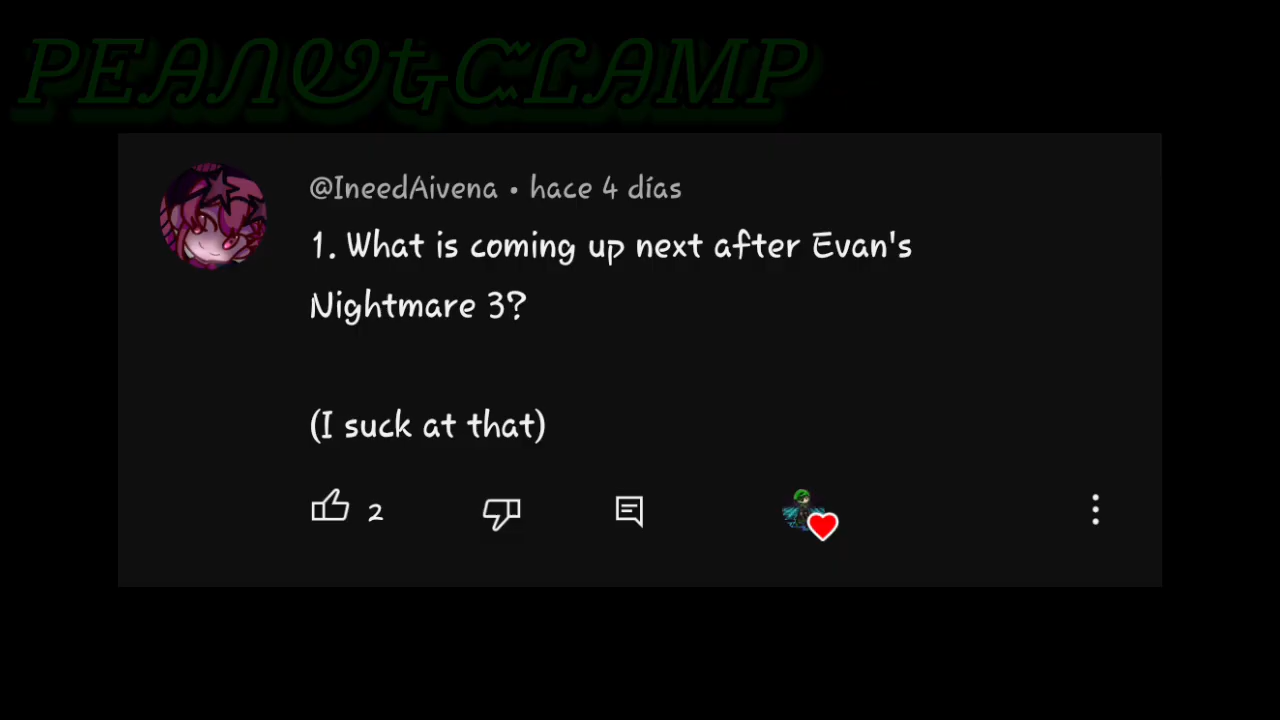 PEANUTCLAMP
@IneedAivena • hace 4 días
1. What is coming up next after Evan's
Nightmare 3?
(I suck at that)
2